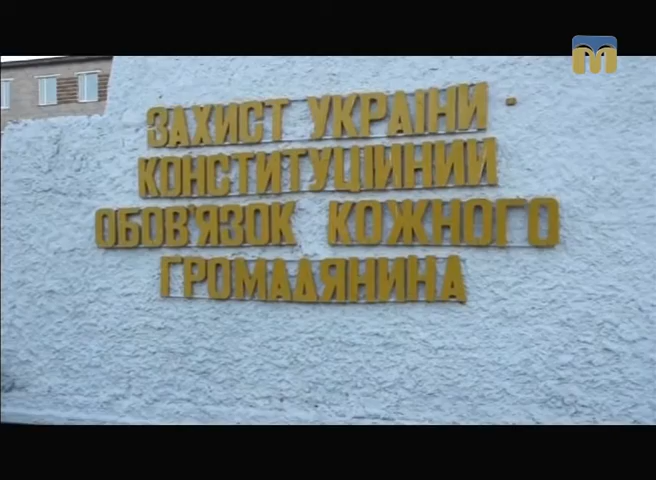 ЗАХИСТ УКРАЇНИ -
КОНСТИТУЦІЙНИЙ
ОБОВ'ЯЗОК КОЖНОГО
ГРОМАДЯНИНА
М